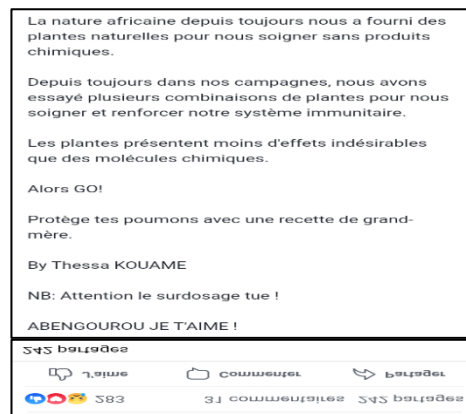 La nature africaine depuis toujours nous a fourni des
plantes naturelles pour nous soigner sans produits
chimiques.
Depuis toujours dans nos campagnes, nous avons
essayé plusieurs combinaisons de plantes pour nous
soigner et renforcer notre système immunitaire.
Les plantes présentent moins d'effets indésirables
que des molécules chimiques.
Alors GO!
Protège tes poumons avec une recette de grand-
mère.
By Thessa KOUAME
NB: Attention le surdosage tue !
ABENGOUROU JE T'AIME !
242 partages
J'aime Commenter Partager
283 31 commentaires 242 partages